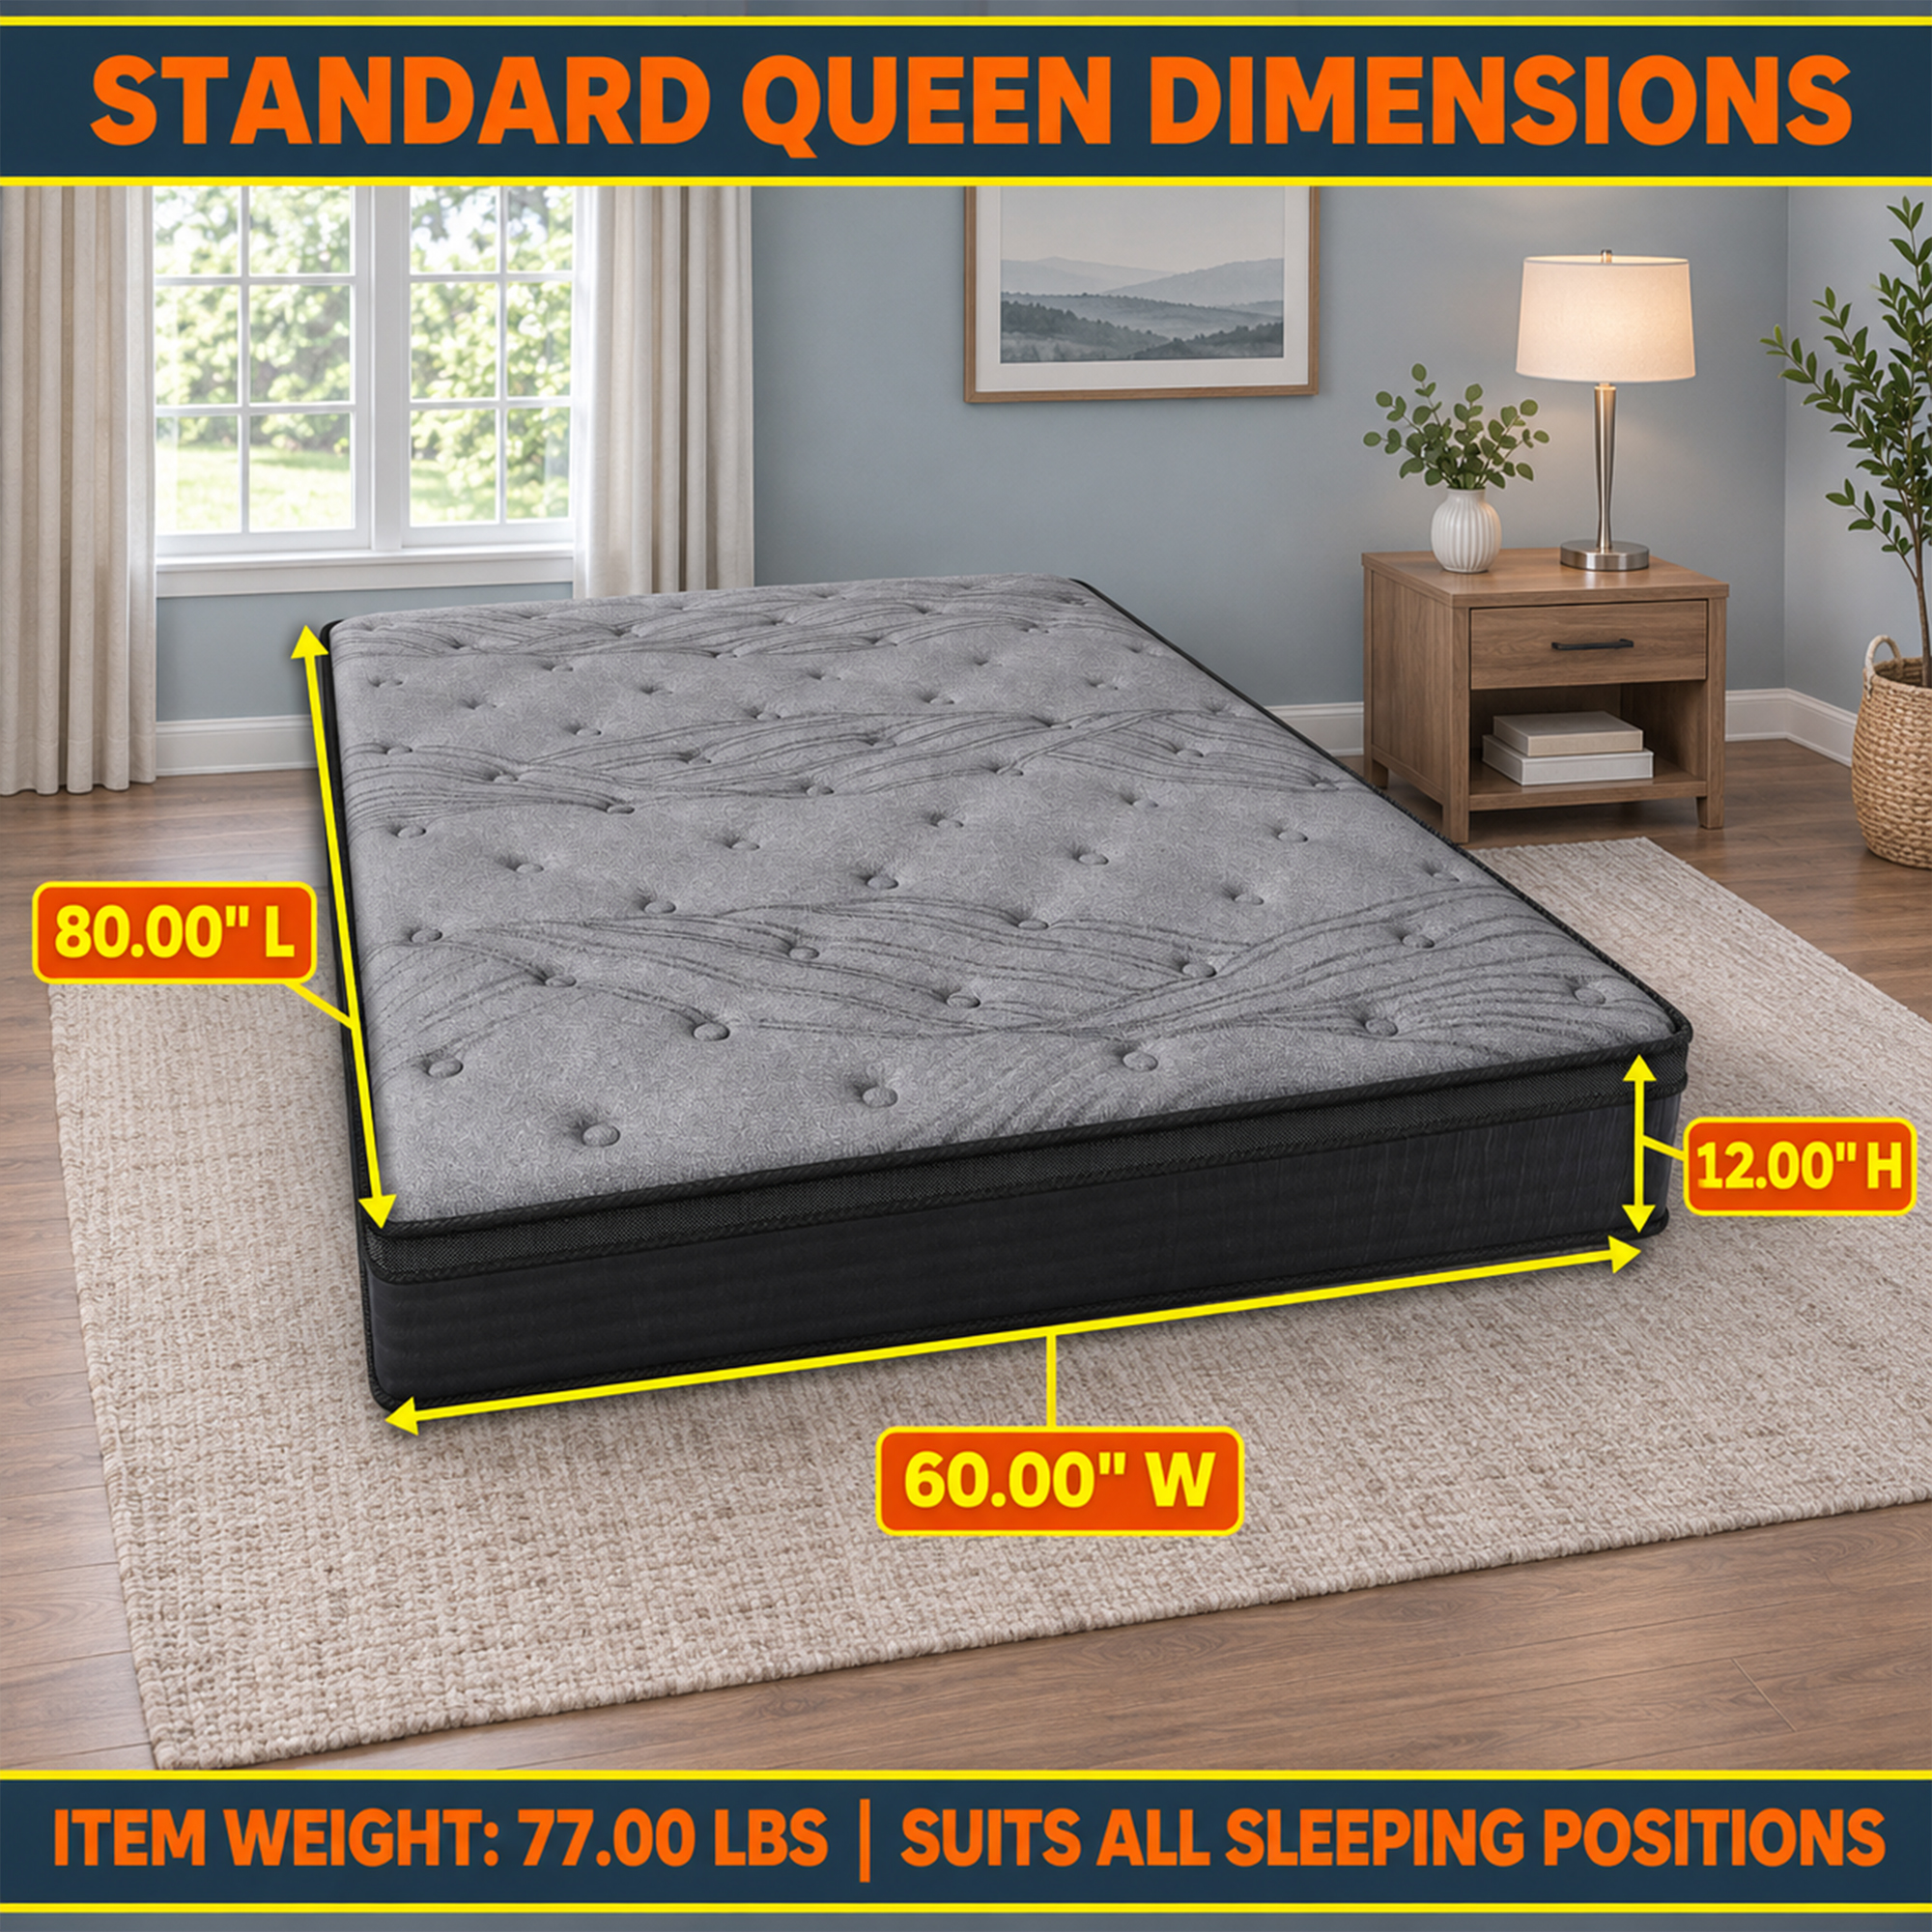 STANDARD QUEEN DIMENSIONS
80.00" L
12.00" H
60.00" W
ITEM WEIGHT: 77.00 LBS | SUITS ALL SLEEPING POSITIONS